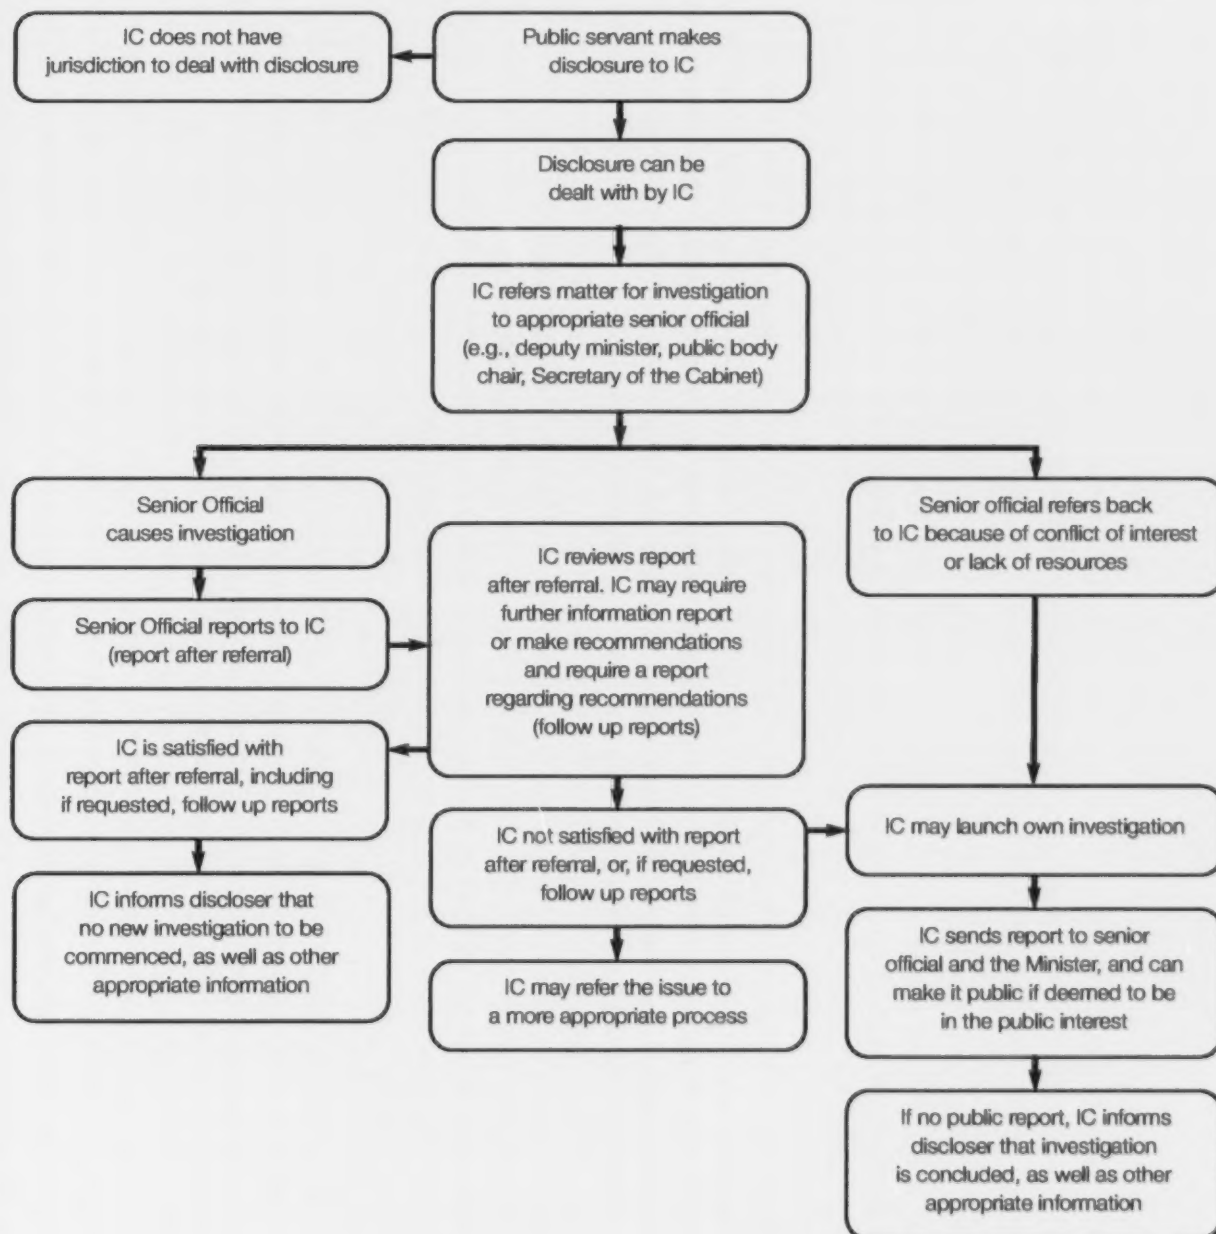 IC does not have
jurisdiction to deal with disclosure
Public servant makes
disclosure to IC
Disclosure can be
dealt with by IC
IC refers matter for investigation
to appropriate senior official
(e.g., deputy minister, public body
chair, Secretary of the Cabinet)
Senior Official
causes investigation
Senior Official reports to IC
(report after referral)
IC reviews report
after referral. IC may require
further information report
or make recommendations
and require a report
regarding recommendations
(follow up reports)
Senior official refers back
to IC because of conflict of interest
or lack of resources
IC is satisfied with
report after referral, including
if requested, follow up reports
IC informs discloser that
no new investigation to be
commenced, as well as other
appropriate information
IC not satisfied with report
after referral, or, if requested,
follow up reports
IC may refer the issue to
a more appropriate process
IC may launch own investigation
IC sends report to senior
official and the Minister, and can
make it public if deemed to be
in the public interest
If no public report, IC informs
discloser that investigation
is concluded, as well as other
appropriate information